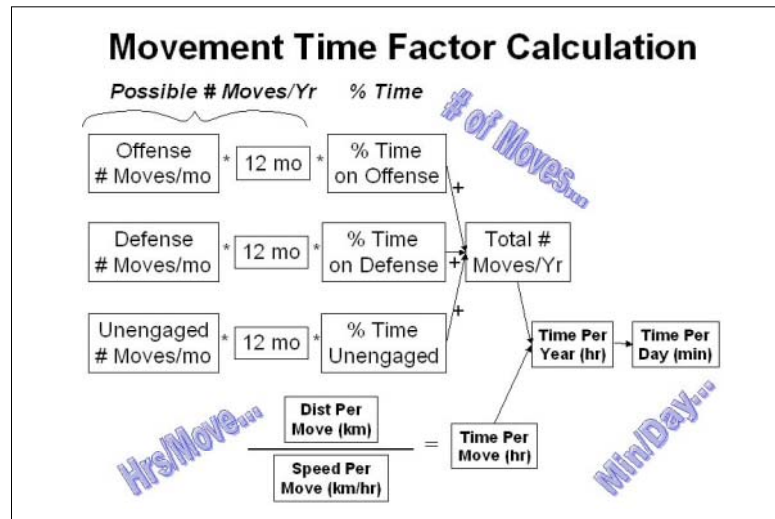 Movement Time Factor Calculation
Possible # Moves/Yr % Time
# of Moves...
Offense
# Moves/mo
* 12 mo *
% Time
on Offense
+
Defense
# Moves/mo
* 12 mo *
% Time
on Defense
+
Total #
Moves/Yr
Unengaged
# Moves/mo
* 12 mo *
% Time
Unengaged
+
Time Per
Year (hr)
Time Per
Day (min)
Hrs/Move...
Dist Per
Move (km)
Speed Per
Move (km/hr)
=
Time Per
Move (hr)
Min/Day...